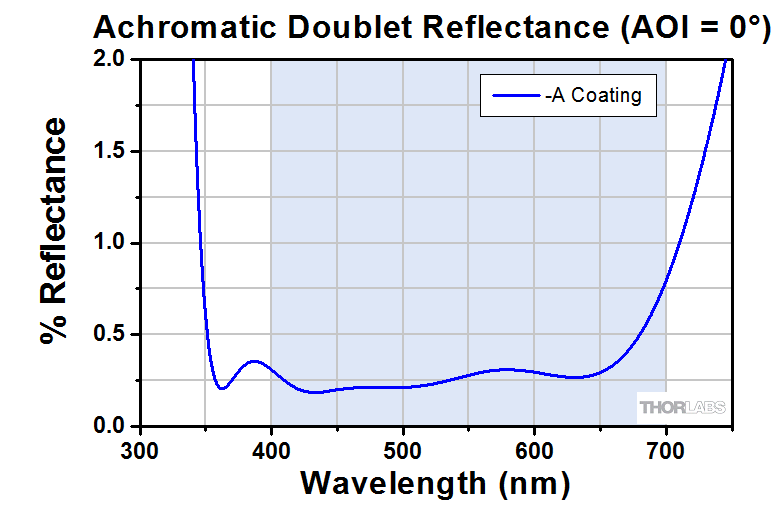 Achromatic Doublet Reflectance (AOI = 0°)
-A Coating
% Reflectance
2.0
1.5
1.0
0.5
0.0
300 400 500 600 700
Wavelength (nm)
THORLABS